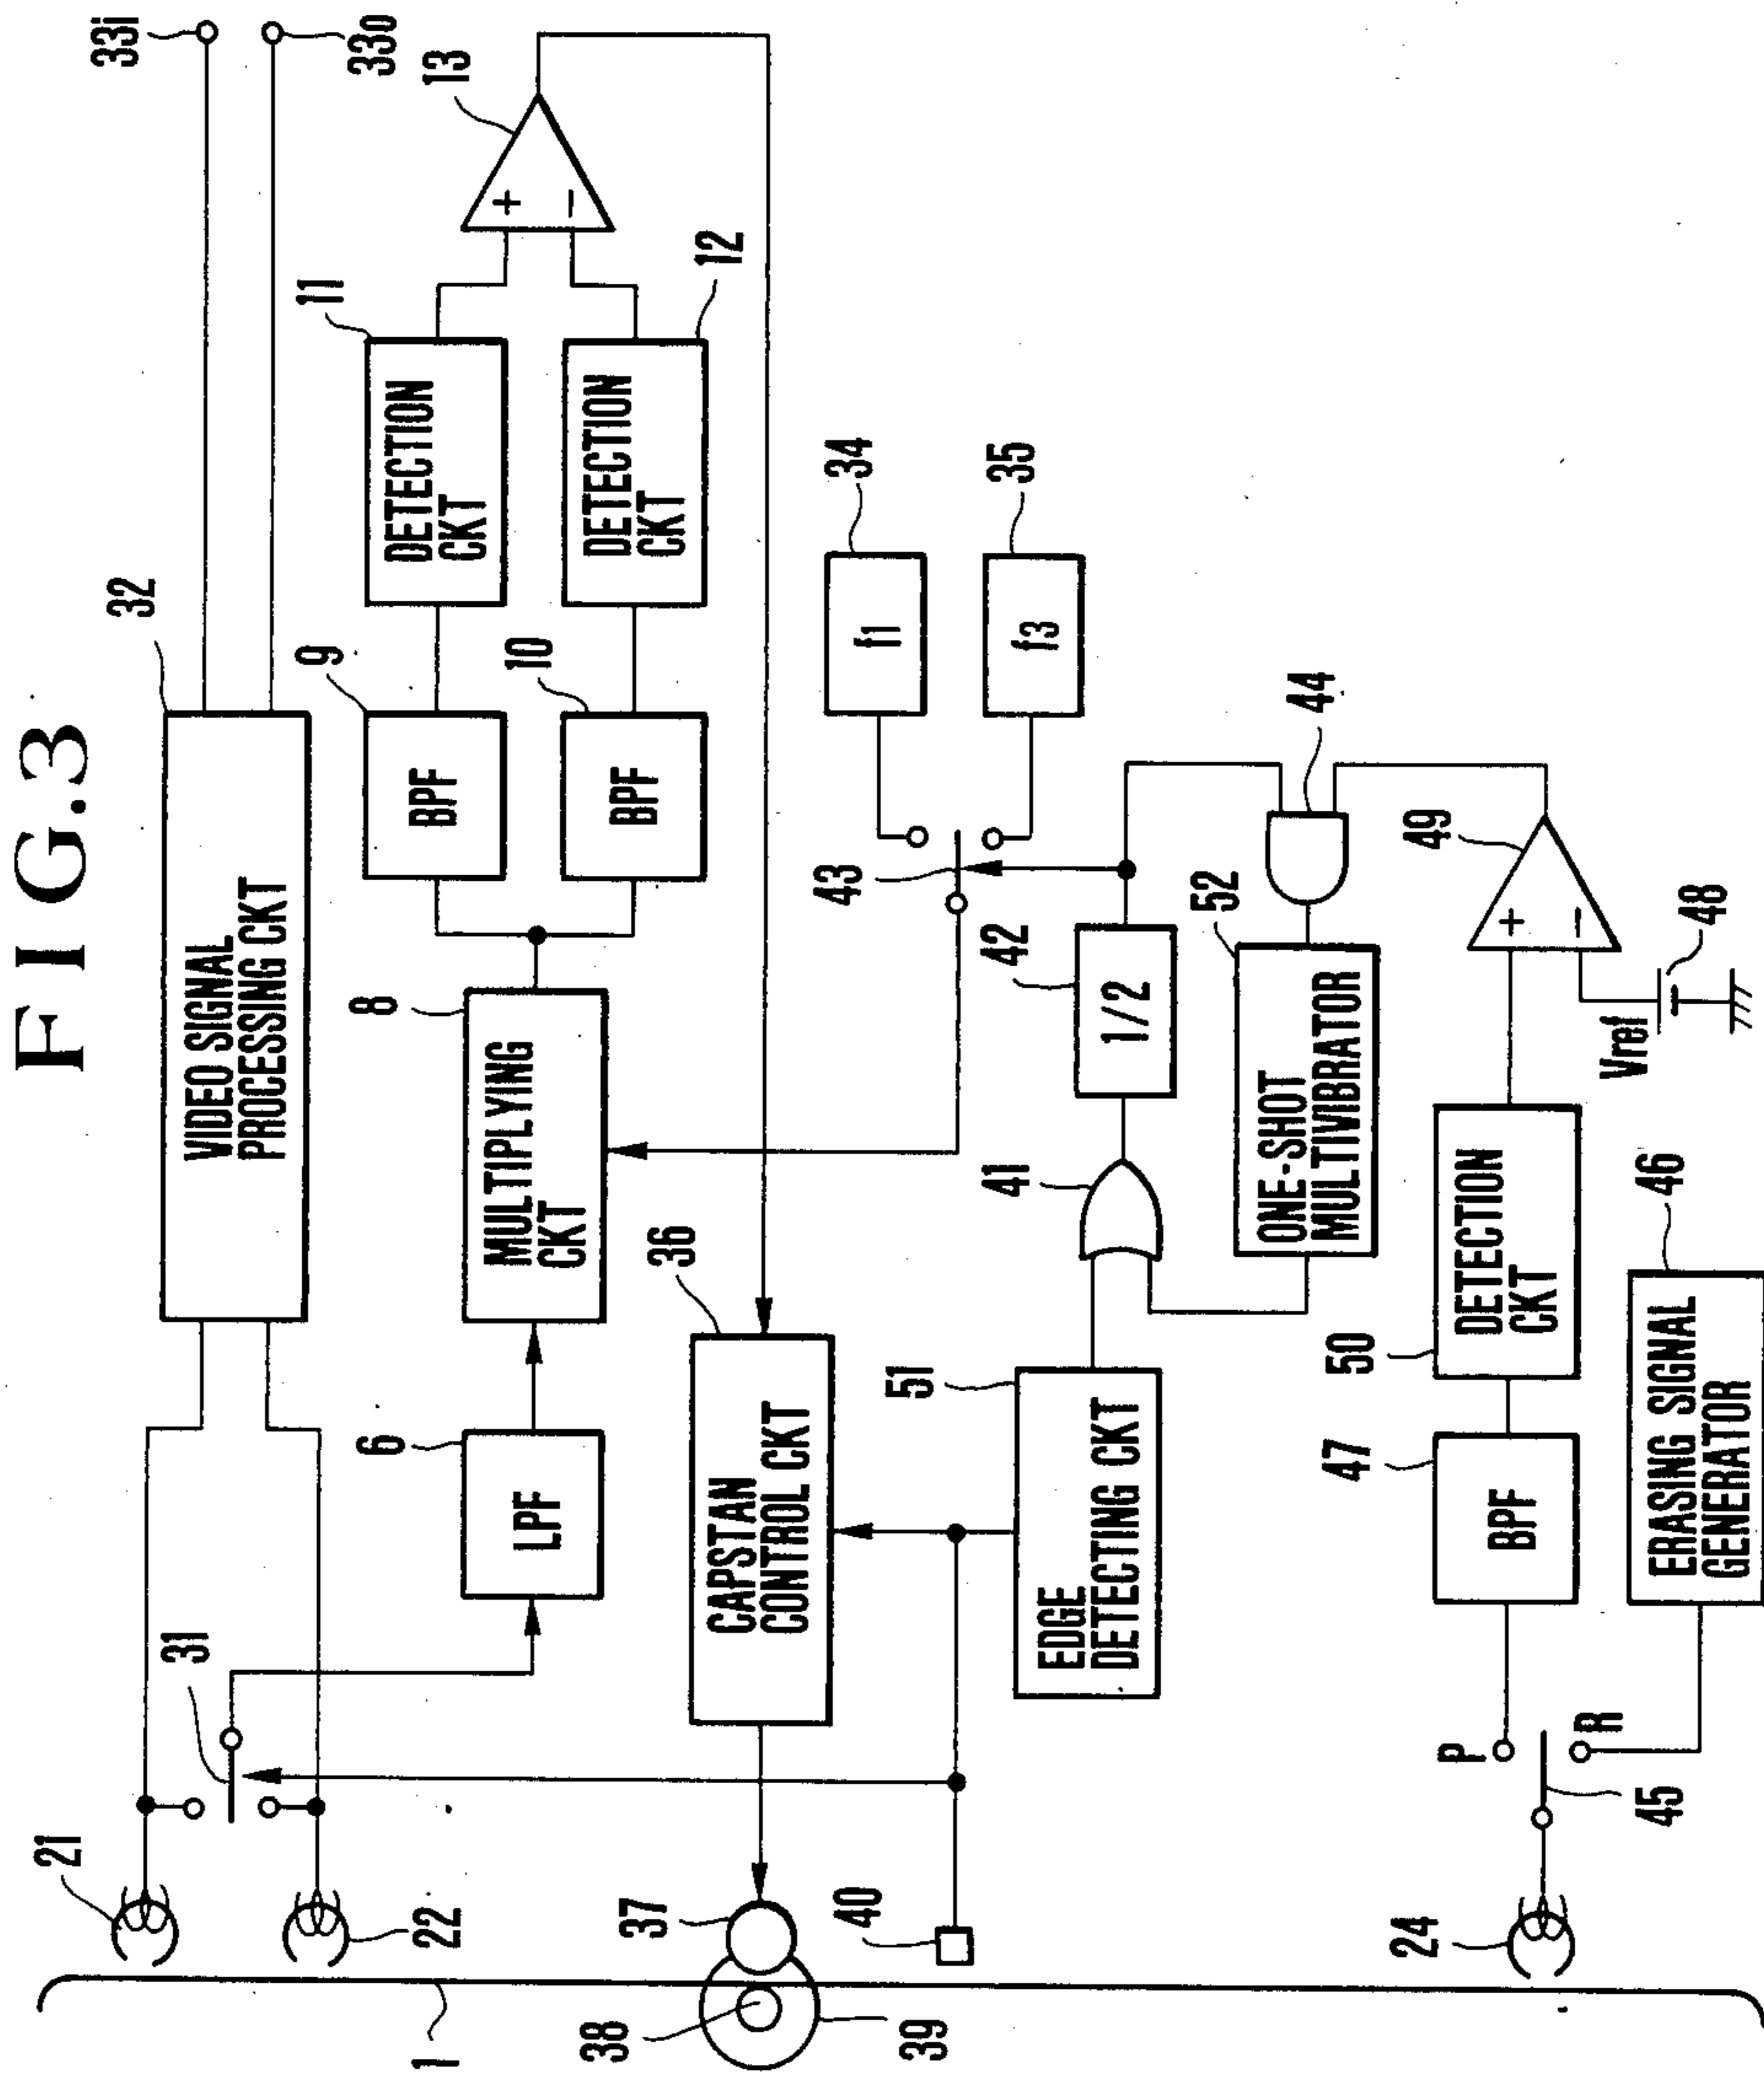 FIG.3
21
31
32
33i
33o
VIDEO SIGNAL
PROCESSING CKT
22
6
LPF
8
MULTIPLYING
CKT
9
BPF
10
BPF
11
DETECTION
CKT
12
DETECTION
CKT
13
+
−
37
38
39
1
36
CAPSTAN
CONTROL CKT
34
f1
35
f3
43
40
51
EDGE
DETECTING CKT
41
42
1/2
44
52
ONE-SHOT
MULTIVIBRATOR
24
45
P
R
47
BPF
50
DETECTION
CKT
49
+
−
Vref
48
46
ERASING SIGNAL
GENERATOR